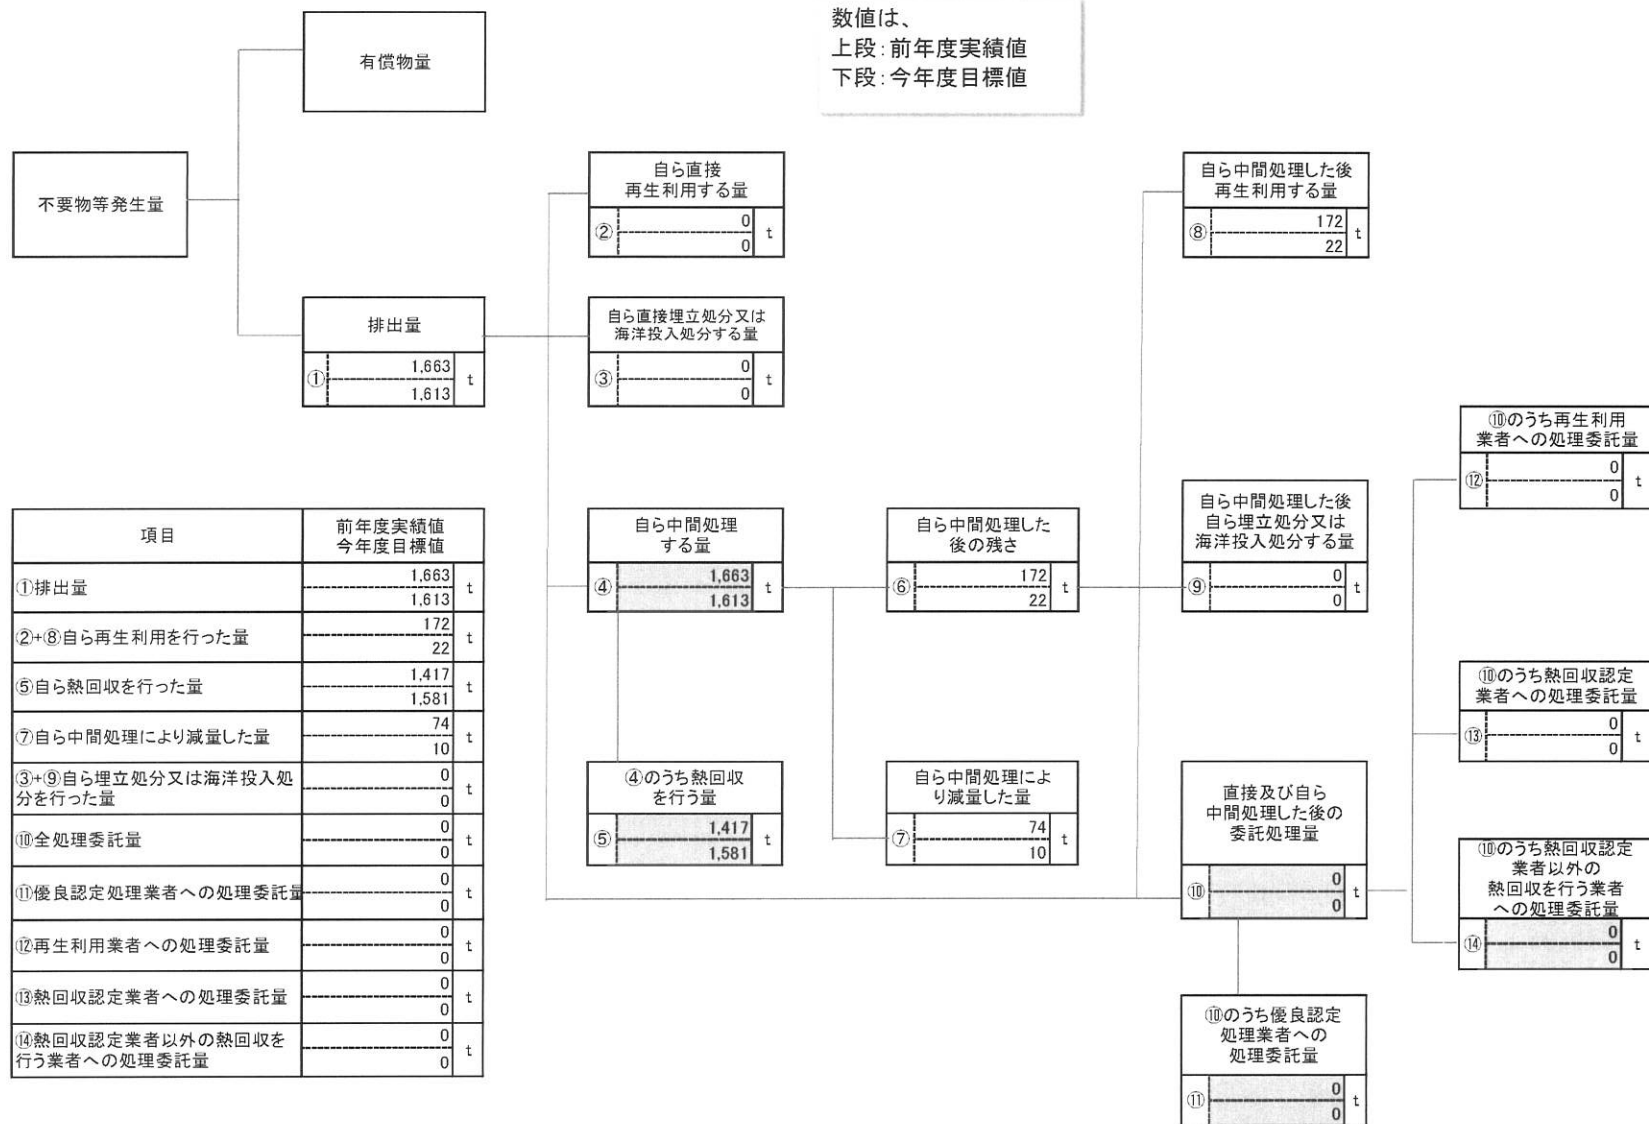 数値は、
上段：前年度実績値
下段：今年度目標値
有償物量
不要物等発生量
排出量
①
1,663
1,613
t
自ら直接
再生利用する量
②
0
0
t
自ら直接埋立処分又は
海洋投入処分する量
③
0
0
t
自ら中間処理
する量
④
1,663
1,613
t
④のうち熱回収
を行う量
⑤
1,417
1,581
t
自ら中間処理した
後の残さ
⑥
172
22
t
自ら中間処理によ
り減量した量
⑦
74
10
t
自ら中間処理した後
再生利用する量
⑧
172
22
t
自ら中間処理した後
自ら埋立処分又は
海洋投入処分する量
⑨
0
0
t
直接及び自ら
中間処理した後の
委託処理量
⑩
0
0
t
⑩のうち優良認定
処理業者への
処理委託量
⑪
0
0
t
⑩のうち再生利用
業者への処理委託量
⑫
0
0
t
⑩のうち熱回収認定
業者への処理委託量
⑬
0
0
t
⑩のうち熱回収認定
業者以外の
熱回収を行う業者
への処理委託量
⑭
0
0
t
項目
前年度実績値
今年度目標値
①排出量
1,663
1,613
t
②+⑧自ら再生利用を行った量
172
22
t
⑤自ら熱回収を行った量
1,417
1,581
t
⑦自ら中間処理により減量した量
74
10
t
③+⑨自ら埋立処分又は海洋投入処
分を行った量
0
0
t
⑩全処理委託量
0
0
t
⑪優良認定処理業者への処理委託量
0
0
t
⑫再生利用業者への処理委託量
0
0
t
⑬熱回収認定業者への処理委託量
0
0
t
⑭熱回収認定業者以外の熱回収を
行う業者への処理委託量
0
0
t